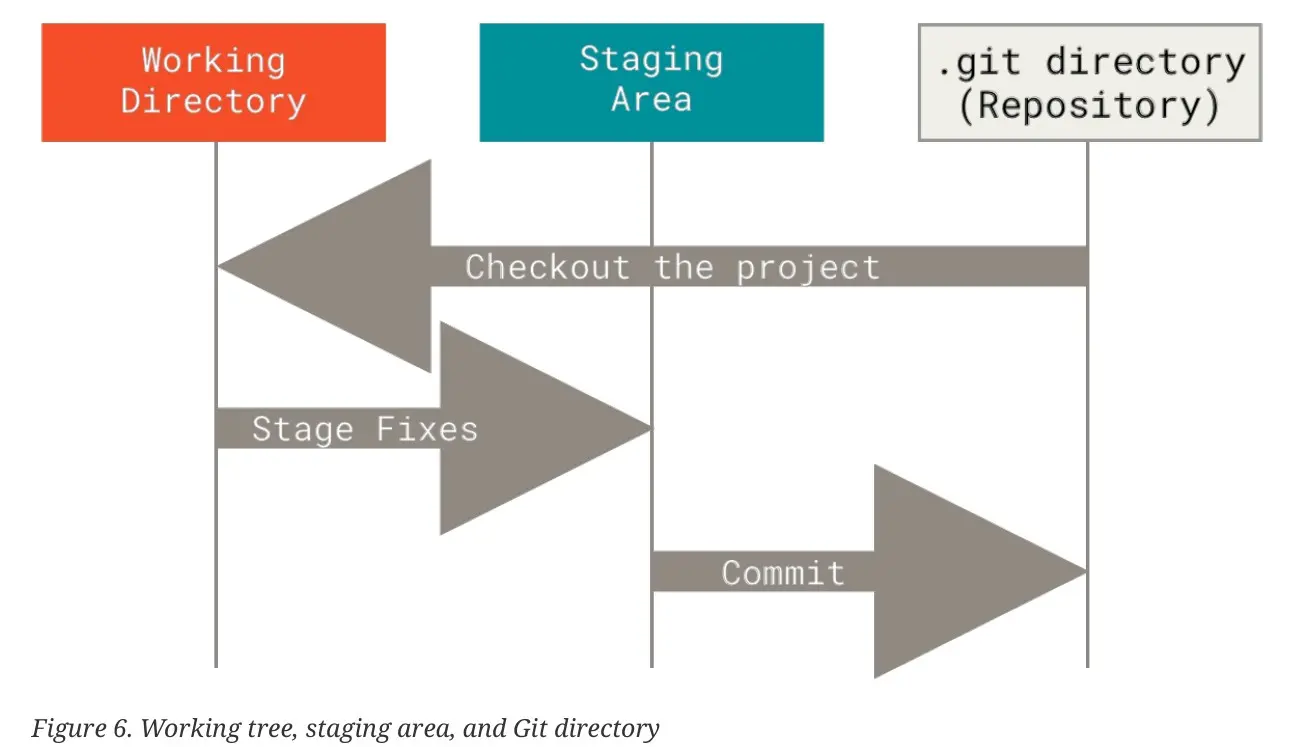 Working
Directory
Staging
Area
.git directory
(Repository)
Checkout the project
Stage Fixes
Commit
Figure 6. Working tree, staging area, and Git directory